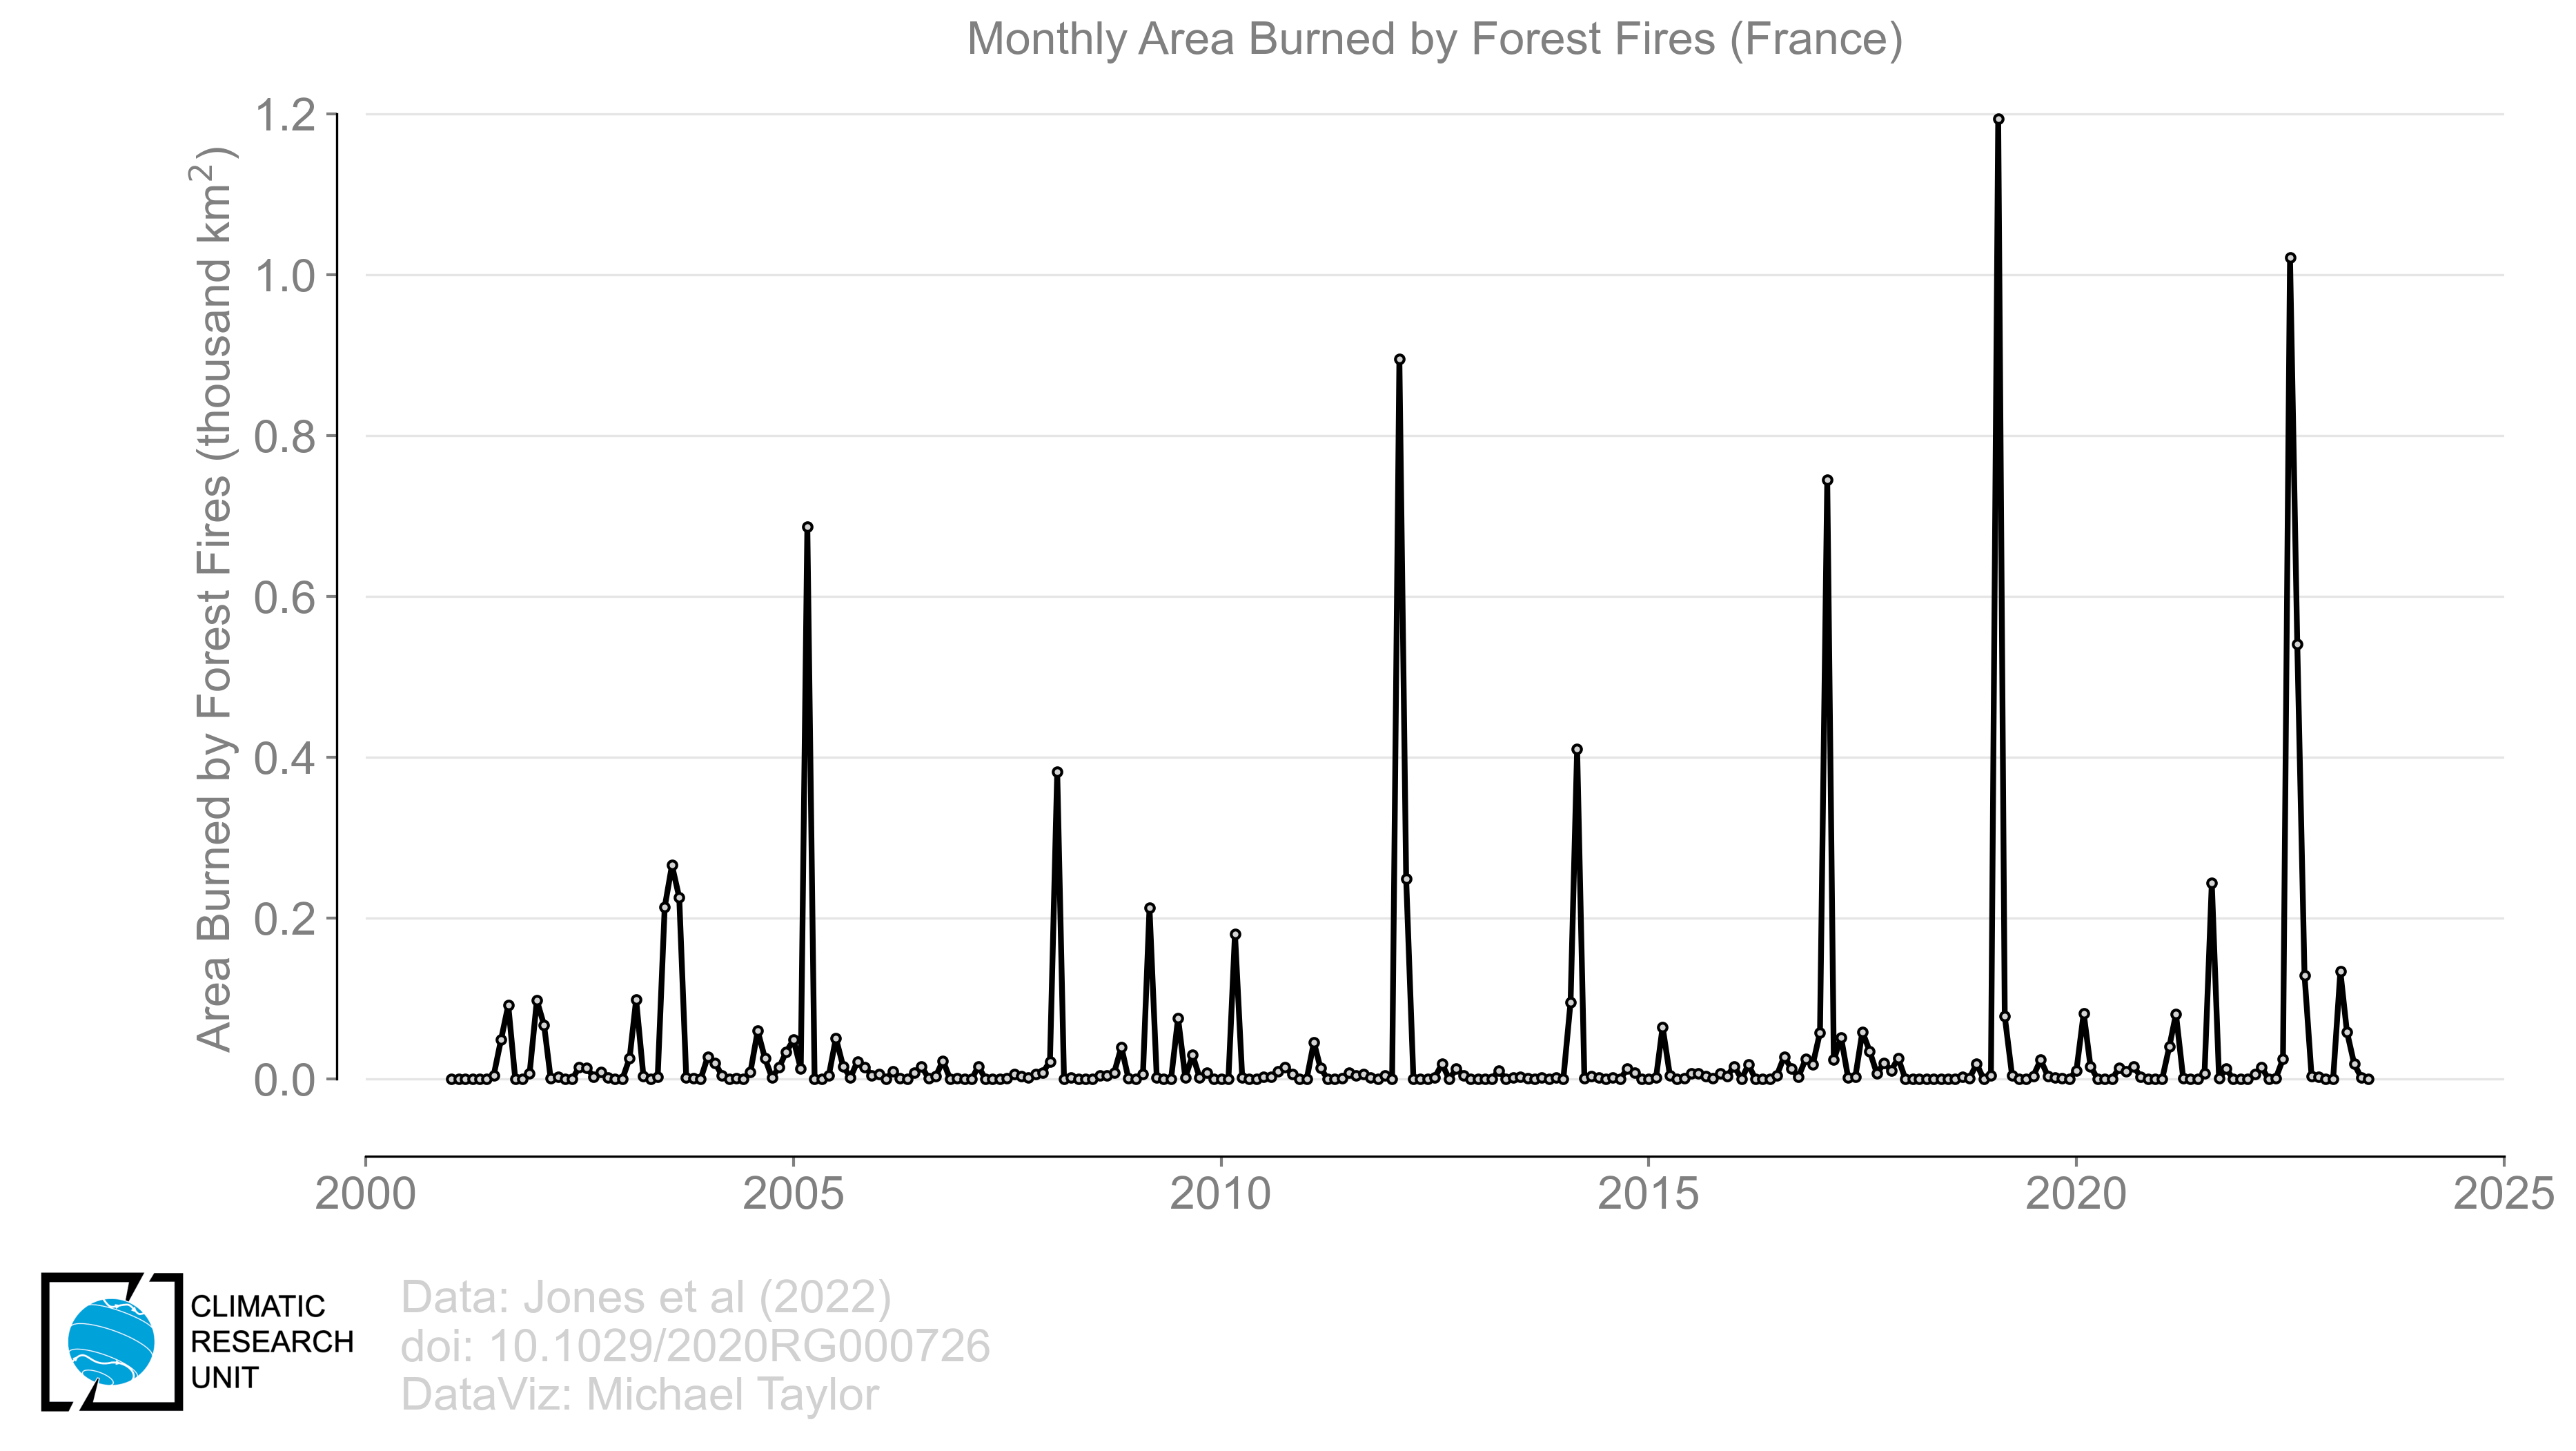 Monthly Area Burned by Forest Fires (France)
Area Burned by Forest Fires (thousand km²)
1.2
1.0
0.8
0.6
0.4
0.2
0.0
2000 2005 2010 2015 2020 2025
CLIMATIC
RESEARCH
UNIT
Data: Jones et al (2022)
doi: 10.1029/2020RG000726
DataViz: Michael Taylor